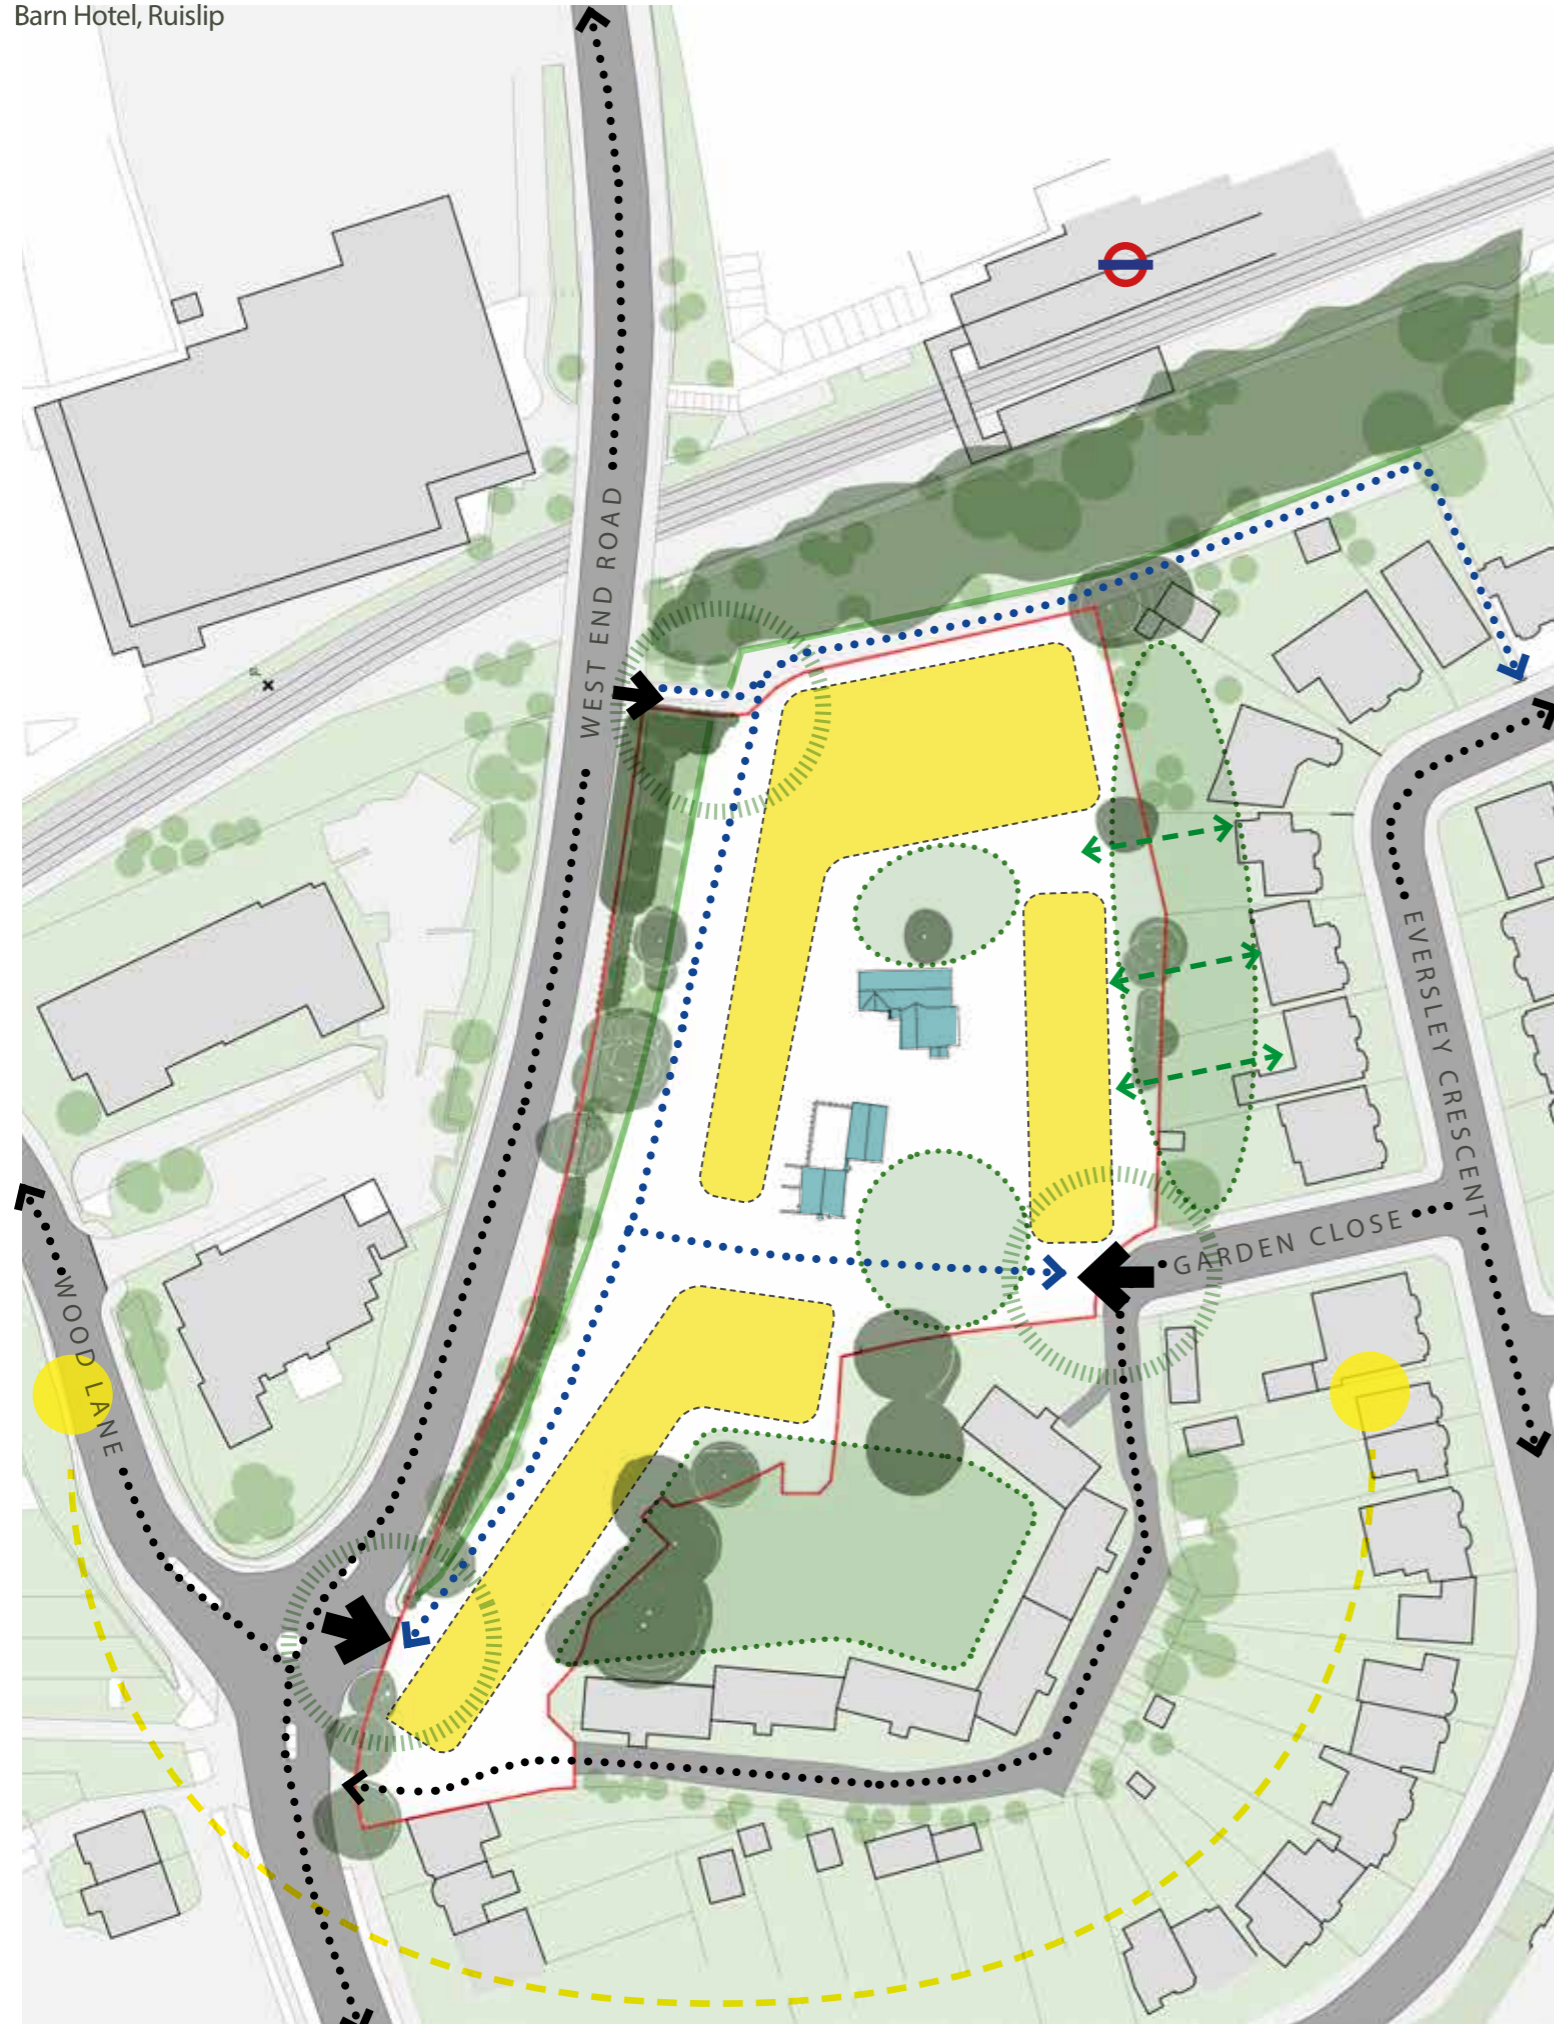 Barn Hotel, Ruislip
WEST END ROAD
EVERSLEY CRESCENT
GARDEN CLOSE
WOOD LANE